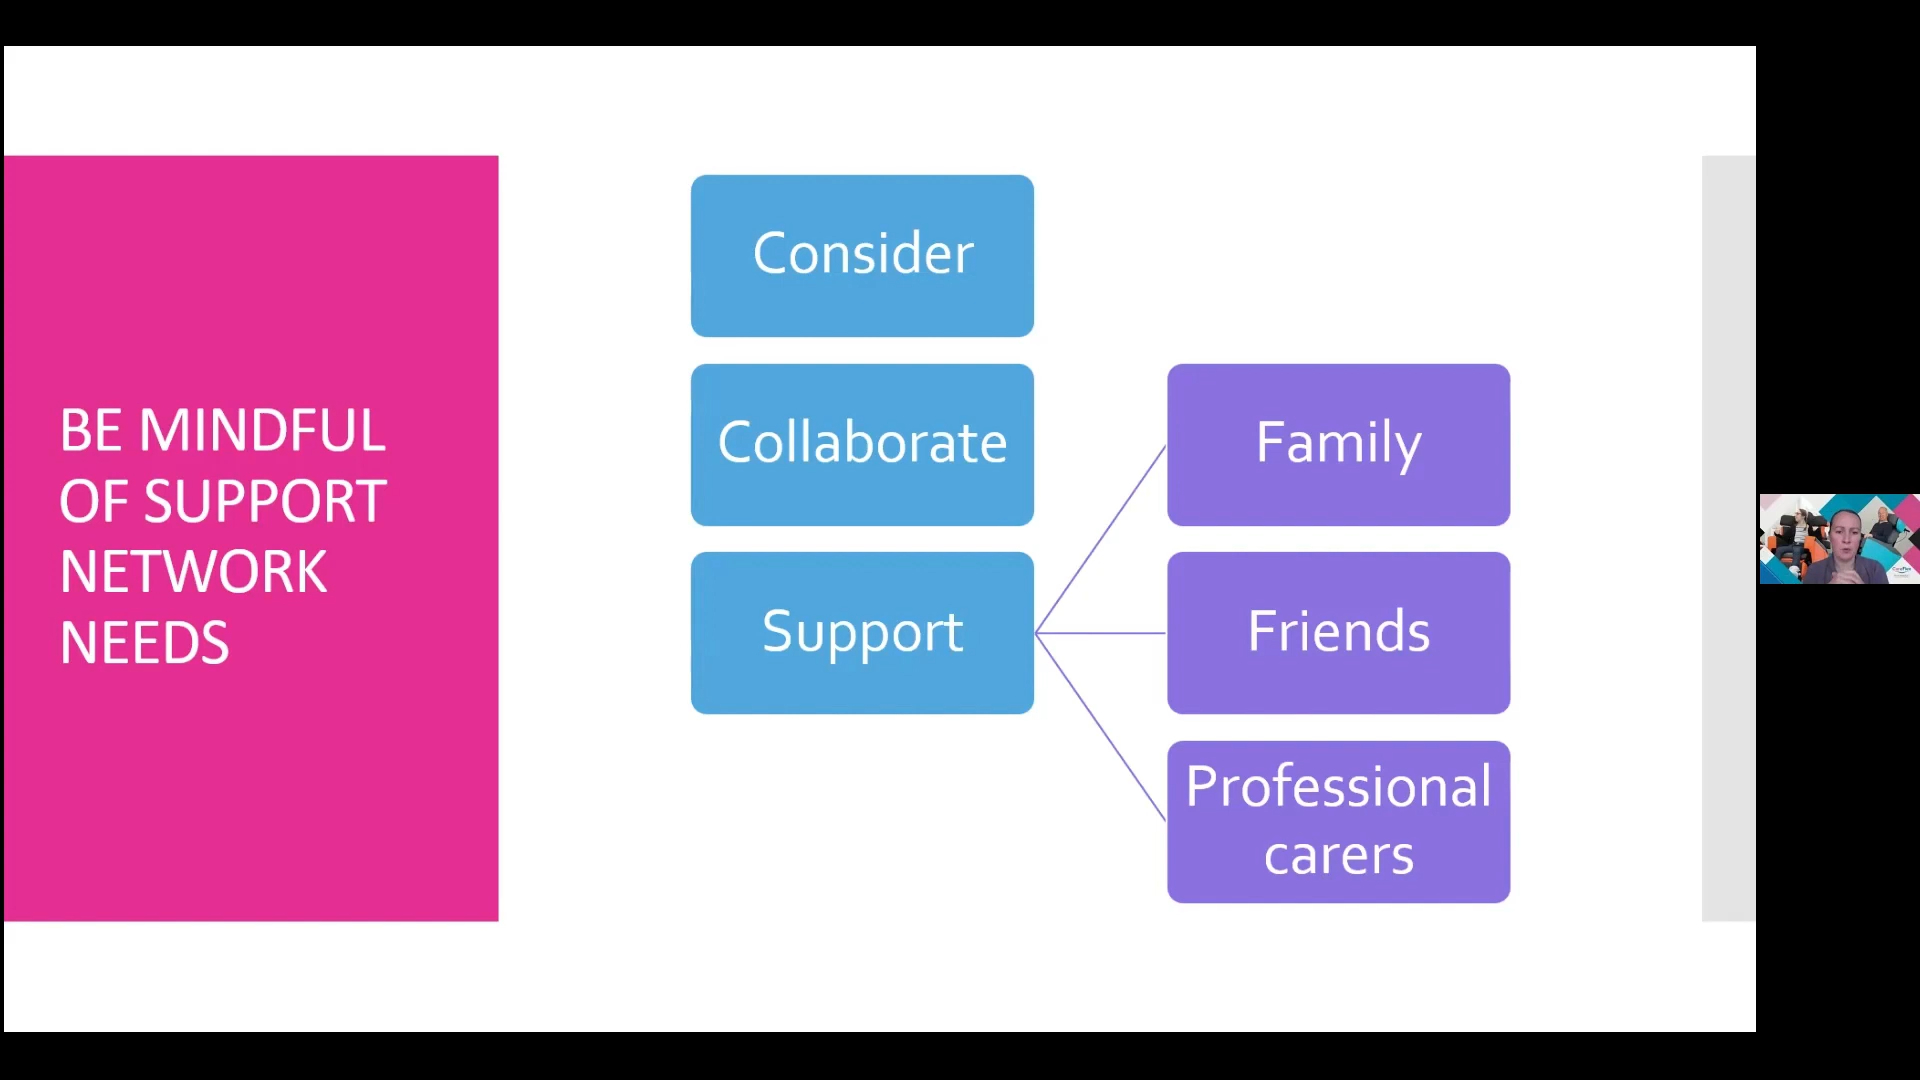 BE MINDFUL
OF SUPPORT
NETWORK
NEEDS
Consider
Collaborate
Support
Family
Friends
Professional
carers